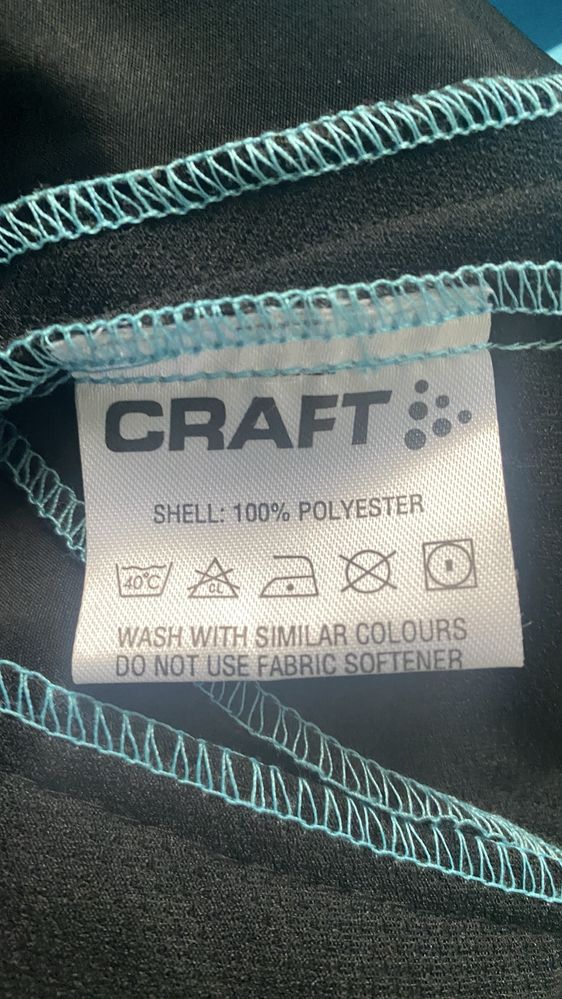 CRAFT
SHELL: 100% POLYESTER
40°C CL
WASH WITH SIMILAR COLOURS
DO NOT USE FABRIC SOFTENER